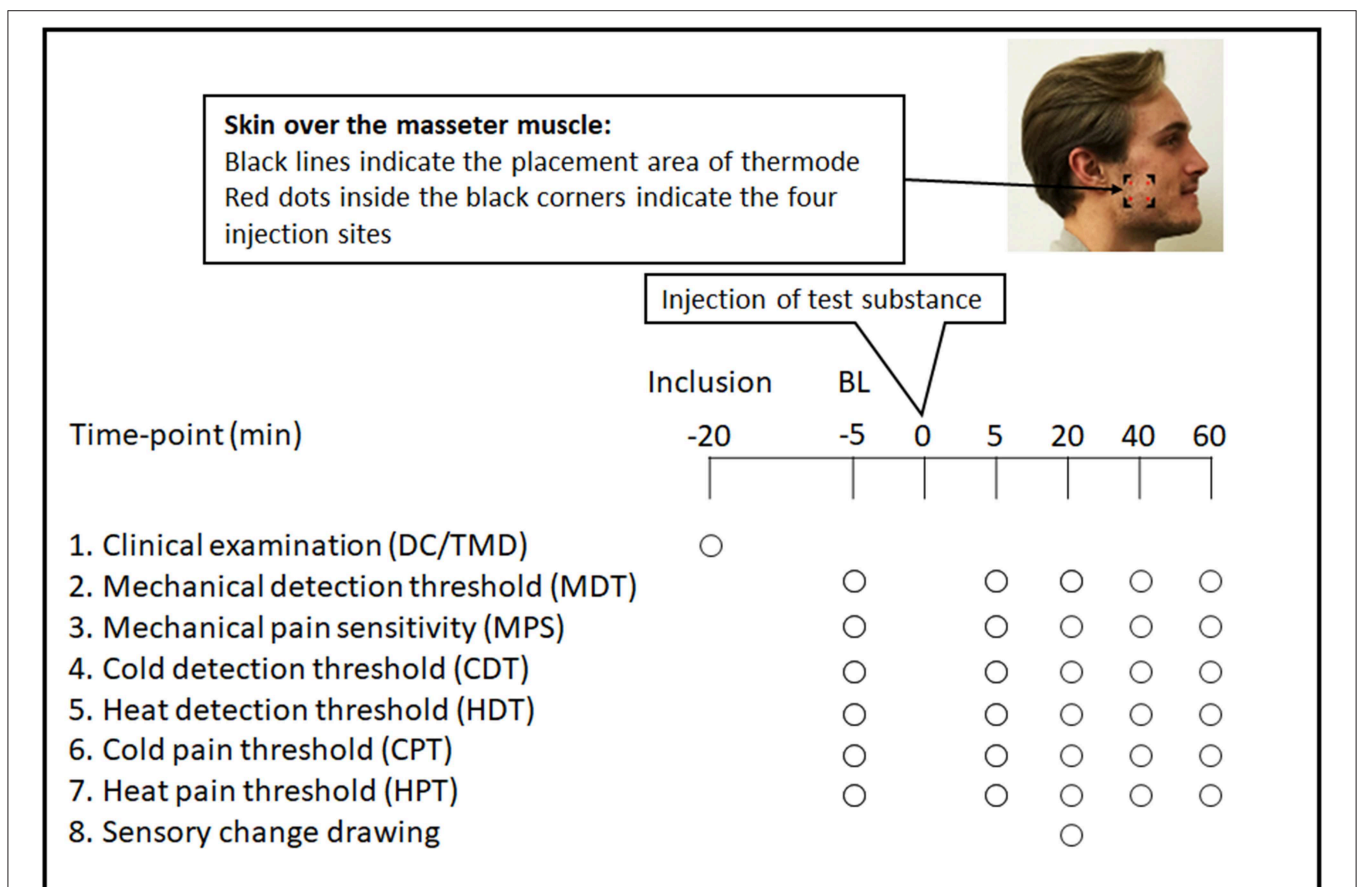 Skin over the masseter muscle:
Black lines indicate the placement area of thermode
Red dots inside the black corners indicate the four
injection sites
Injection of test substance
Inclusion BL
Time-point (min) -20 -5 0 5 20 40 60
1. Clinical examination (DC/TMD)
2. Mechanical detection threshold (MDT)
3. Mechanical pain sensitivity (MPS)
4. Cold detection threshold (CDT)
5. Heat detection threshold (HDT)
6. Cold pain threshold (CPT)
7. Heat pain threshold (HPT)
8. Sensory change drawing